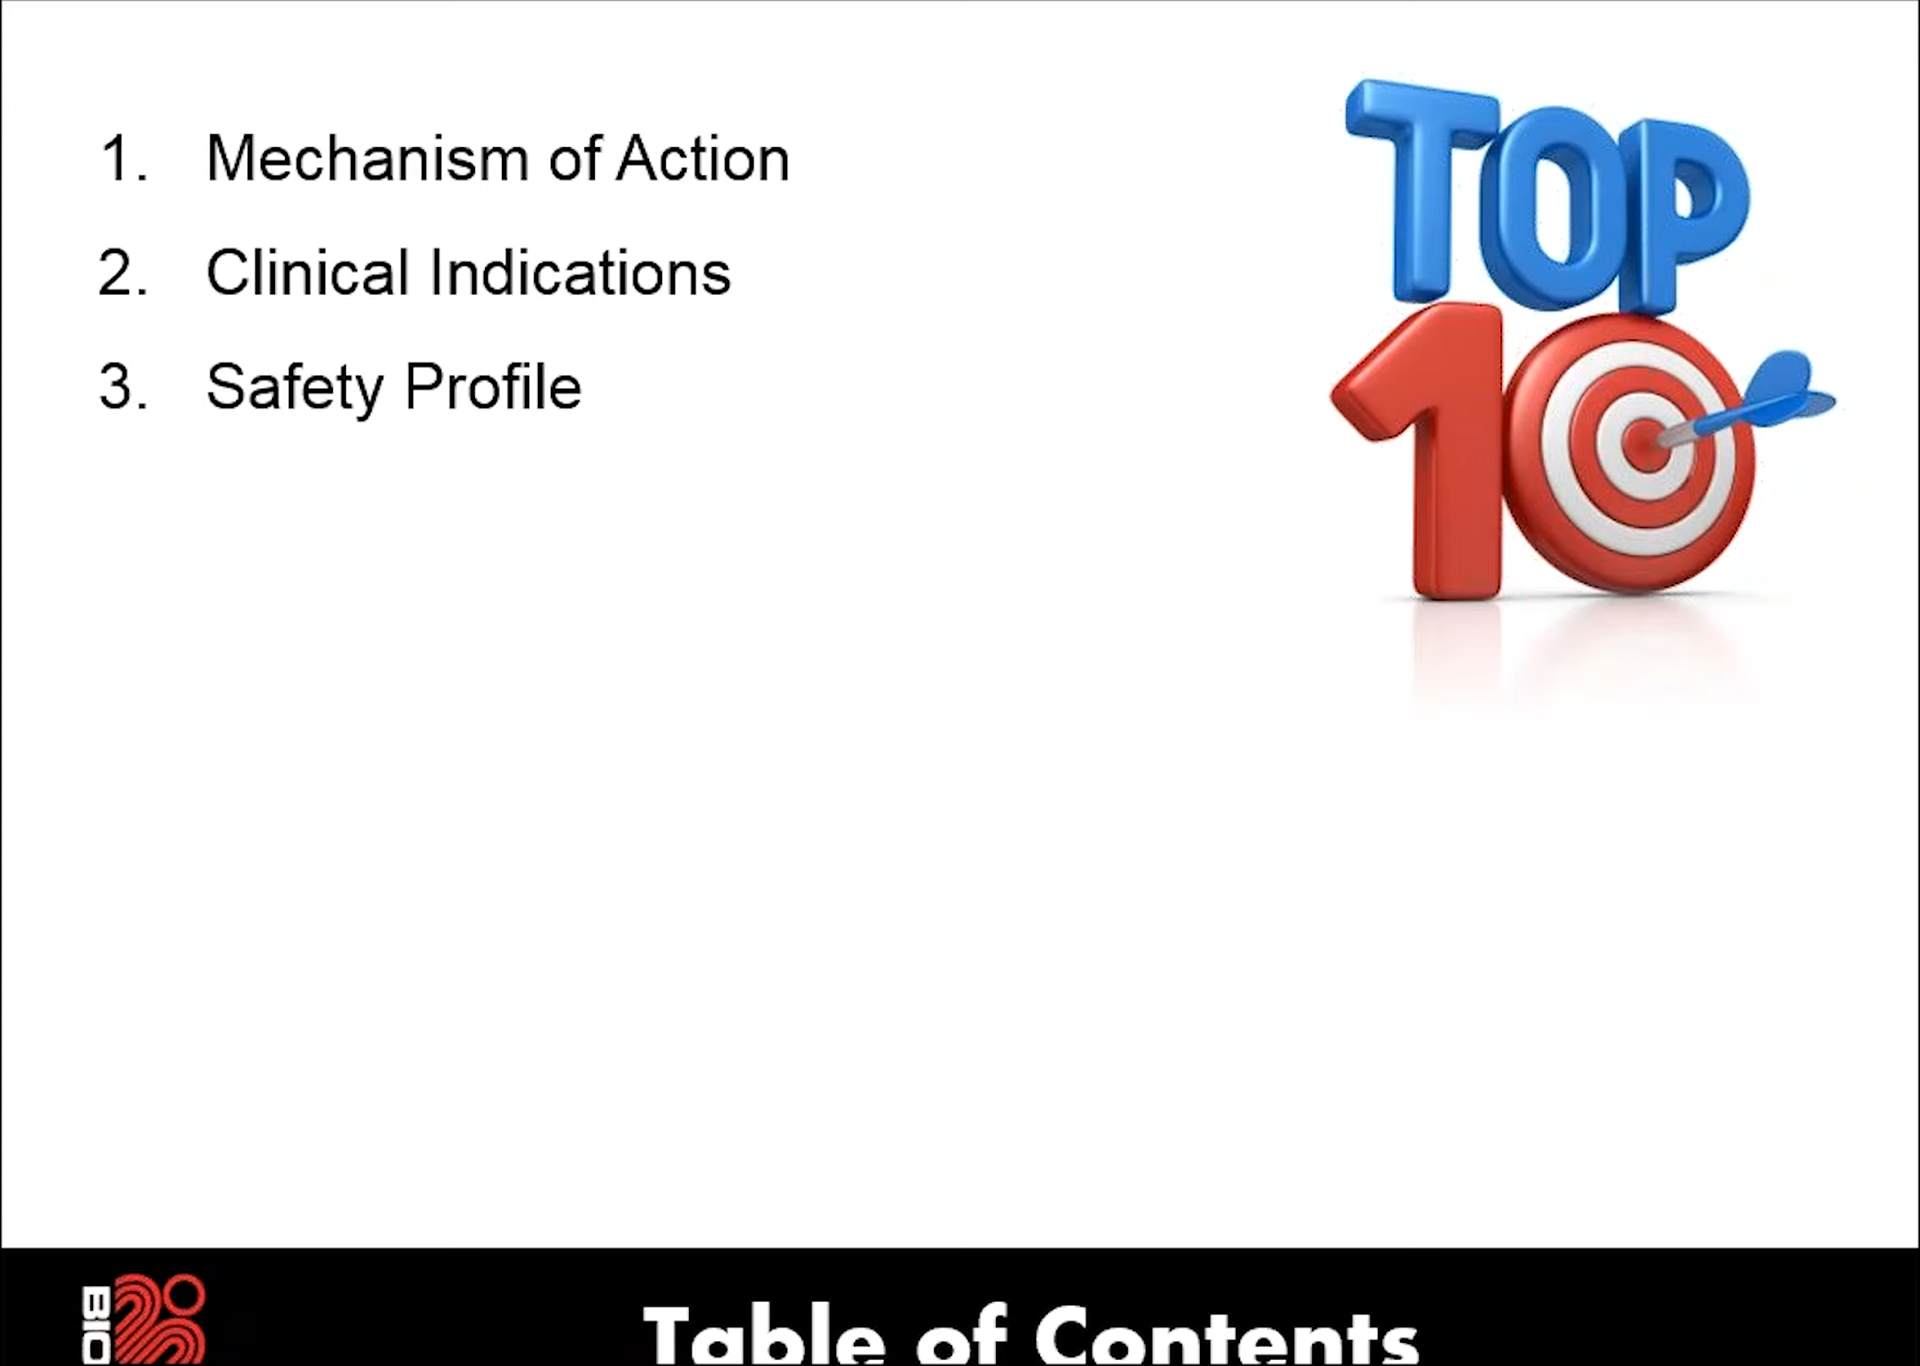 1. Mechanism of Action
2. Clinical Indications
3. Safety Profile
TOP
10
BIO
Table of Contents